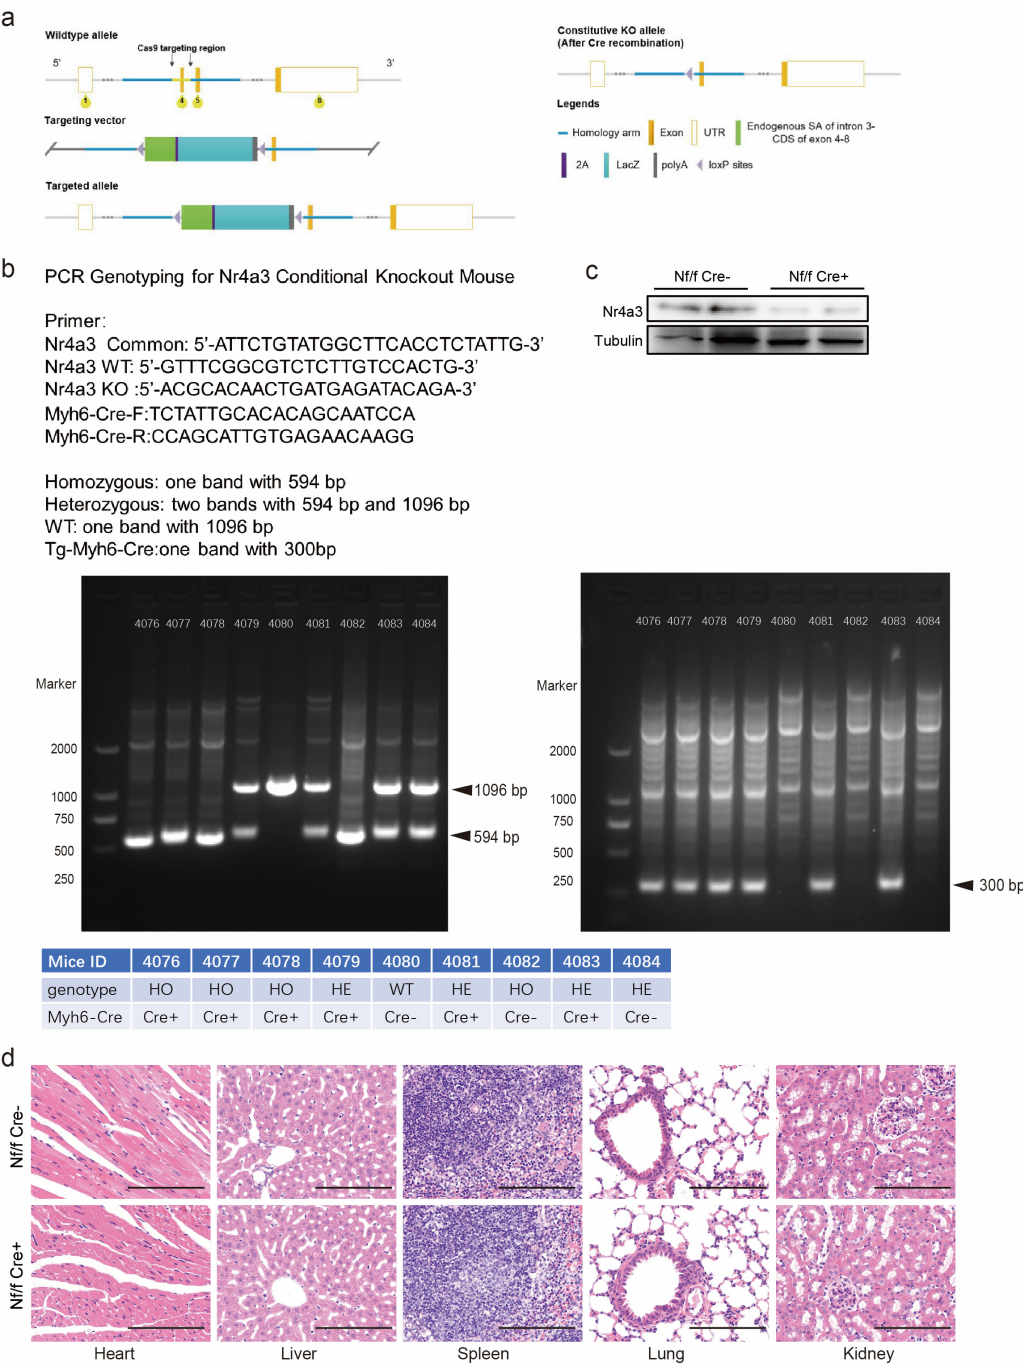 a
Wildtype allele
Cas9 targeting region
5'
3'
1
4
5
8
Targeting vector
Targeted allele
Constitutive KO allele
(After Cre recombination)
Legends
Homology arm
Exon
UTR
Endogenous SA of intron 3-
CDS of exon 4-8
2A
LacZ
polyA
loxP sites
b
PCR Genotyping for Nr4a3 Conditional Knockout Mouse
Primer:
Nr4a3 Common: 5'-ATTCTGTATGGCTTCACCTCTATTG-3'
Nr4a3 WT: 5'-GTTTCGGCGTCTCTTGTCCACTG-3'
Nr4a3 KO :5'-ACGCACAACTGATGAGATACAGA-3'
Myh6-Cre-F:TCTATTGCACACAGCAATCCA
Myh6-Cre-R:CCAGCATTGTGAGAACAAGG
Homozygous: one band with 594 bp
Heterozygous: two bands with 594 bp and 1096 bp
WT: one band with 1096 bp
Tg-Myh6-Cre:one band with 300bp
c
Nf/f Cre- Nf/f Cre+
Nr4a3
Tubulin
4076 4077 4078 4079 4080 4081 4082 4083 4084
Marker
2000
1000
750
500
250
1096 bp
594 bp
4076 4077 4078 4079 4080 4081 4082 4083 4084
Marker
2000
1000
750
500
250
300 bp
Mice ID 4076 4077 4078 4079 4080 4081 4082 4083 4084
genotype HO HO HO HE WT HE HO HE HE
Myh6-Cre Cre+ Cre+ Cre+ Cre+ Cre- Cre+ Cre- Cre+ Cre-
d
Nf/f Cre-
Nf/f Cre+
Heart Liver Spleen Lung Kidney